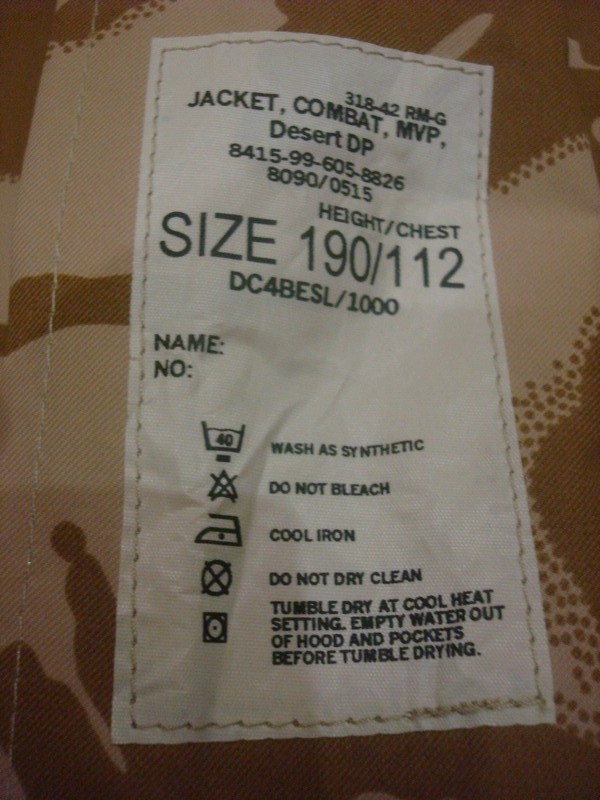 318-42 RM-G
JACKET, COMBAT, MVP,
Desert DP
8415-99-605-8826
8090/0515
HEIGHT/CHEST
SIZE 190/112
DC4BESL/1000
NAME:
NO:
40 WASH AS SYNTHETIC
DO NOT BLEACH
COOL IRON
DO NOT DRY CLEAN
TUMBLE DRY AT COOL HEAT
SETTING. EMPTY WATER OUT
OF HOOD AND POCKETS
BEFORE TUMBLE DRYING.